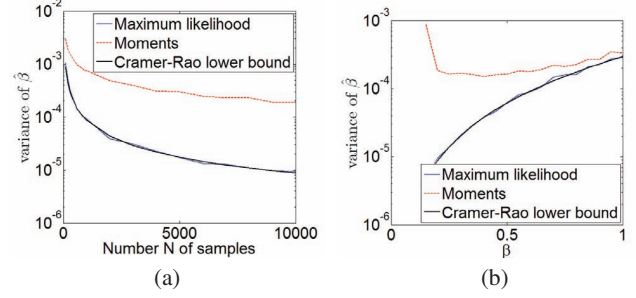 10⁻²
10⁻³
10⁻⁴
10⁻⁵
10⁻⁶
variance of β̂
Maximum likelihood
Moments
Cramer-Rao lower bound
0 5000 10000
Number N of samples
(a)
10⁻³
10⁻⁴
10⁻⁵
10⁻⁶
variance of β̂
Maximum likelihood
Moments
Cramer-Rao lower bound
0 0.5 1
β
(b)